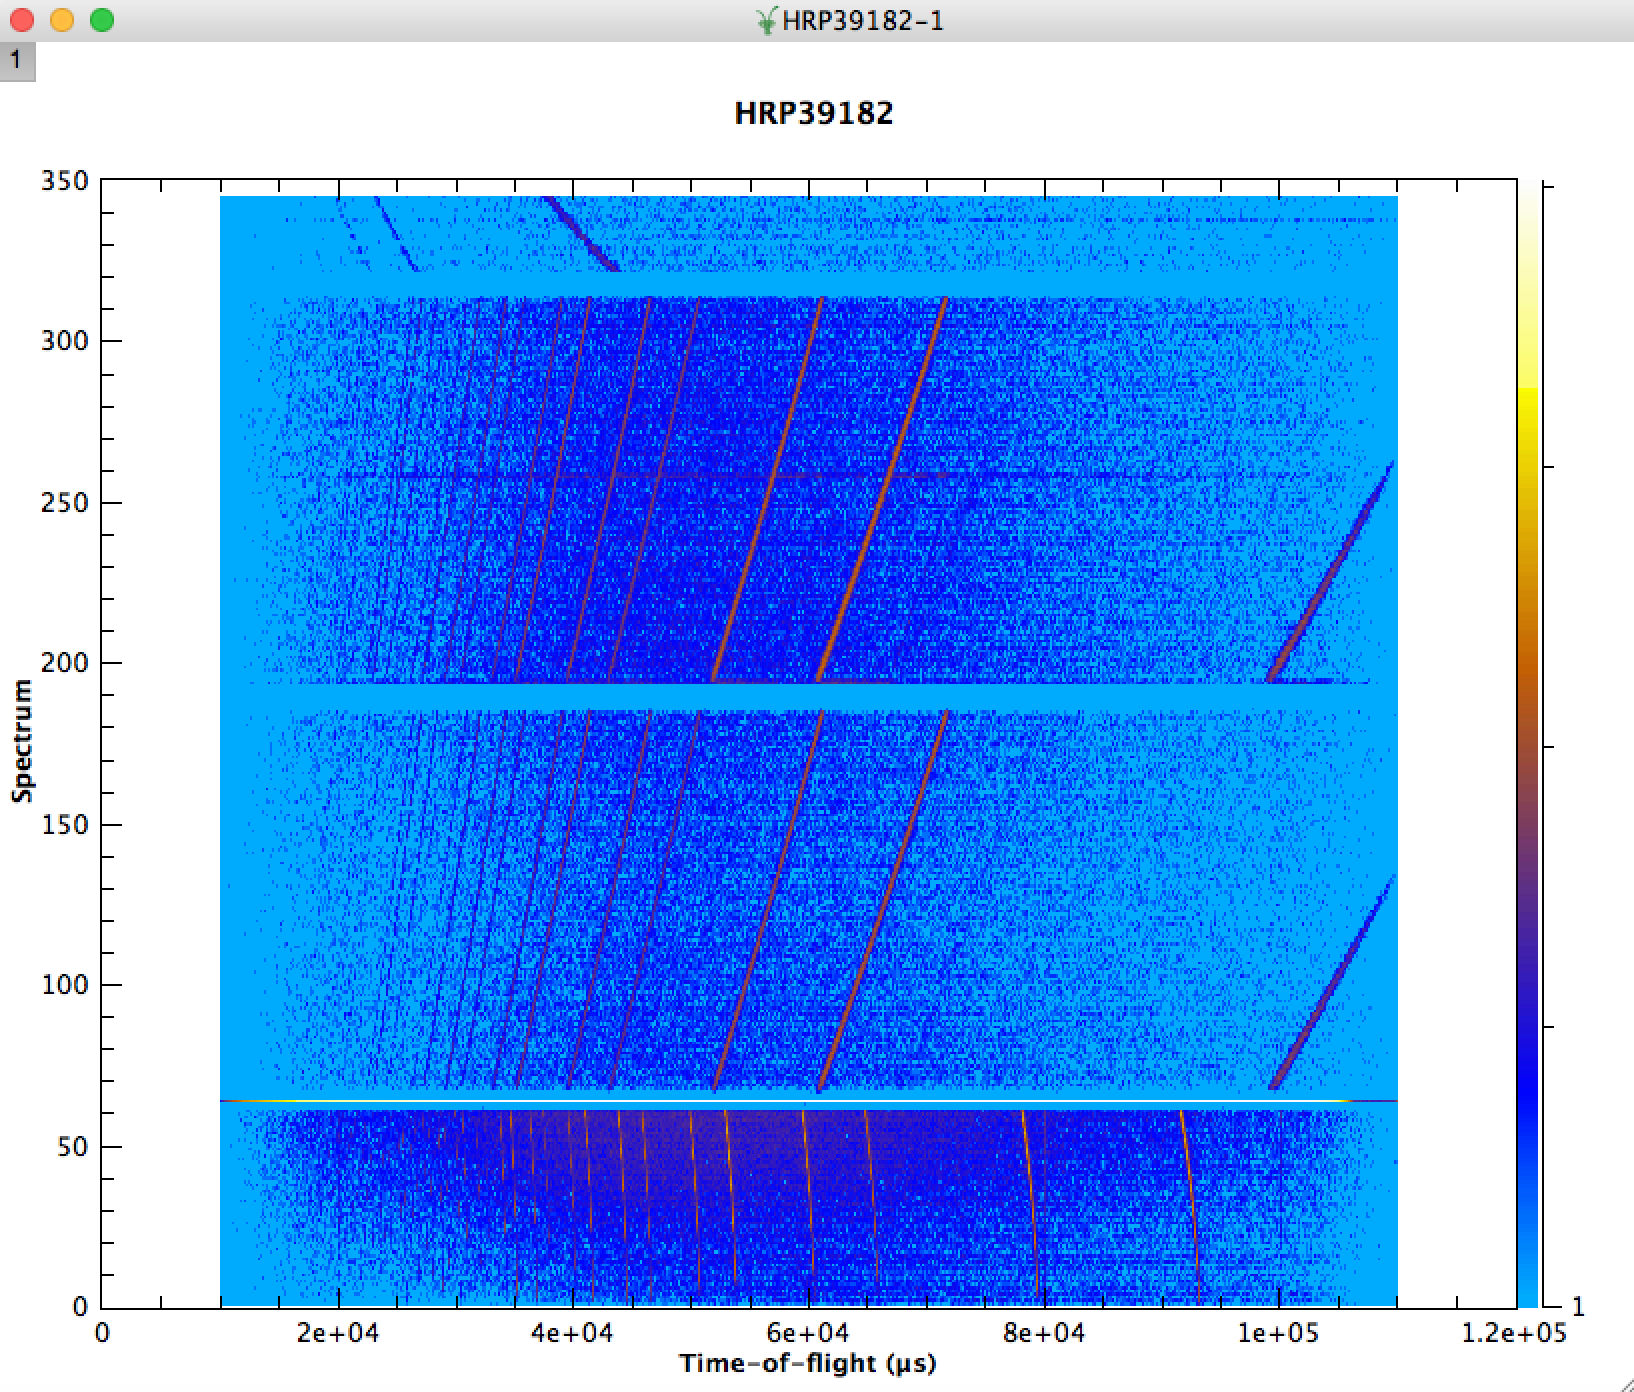 HRP39182-1
1
HRP39182
350
300
250
200
150
100
50
0
Spectrum
0 2e+04 4e+04 6e+04 8e+04 1e+05 1.2e+05
Time-of-flight (μs)
1